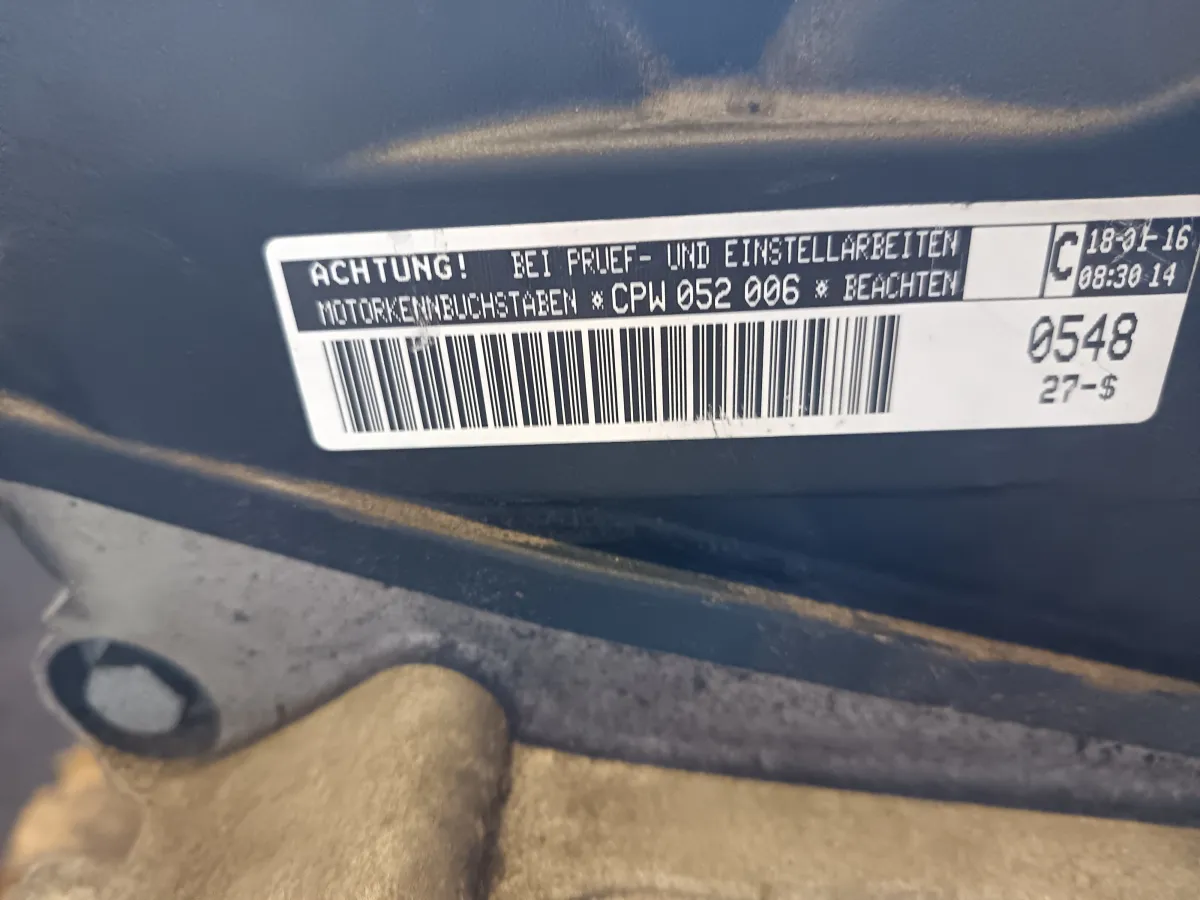 ACHTUNG! BEI PRUEF- UND EINSTELLARBEITEN
MOTORKENNBUCHSTABEN *CPW 052 006 * BEACHTEN
C
18-01-16
08:30 14
0548
27-$